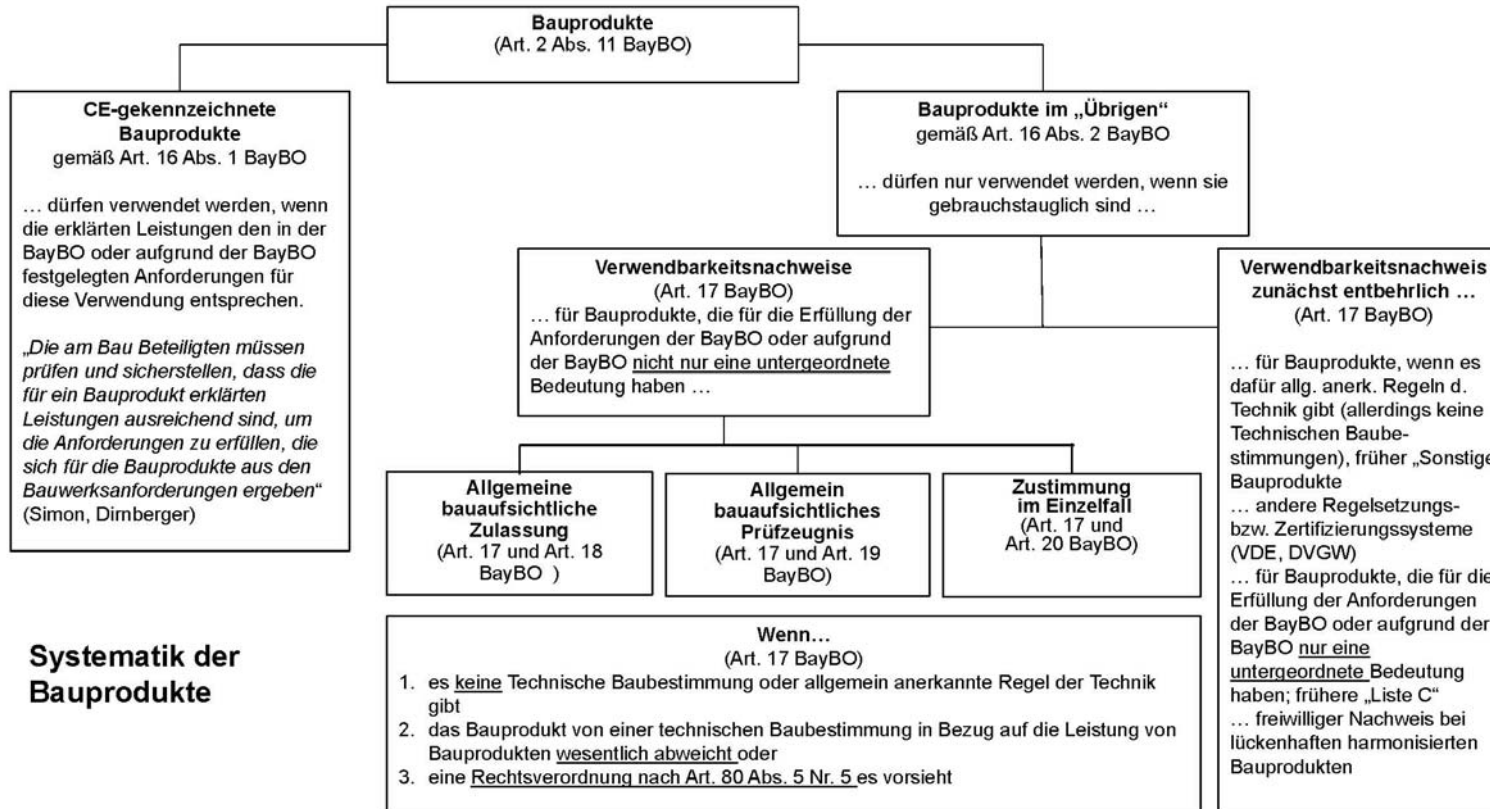 Bauprodukte
(Art. 2 Abs. 11 BayBO)
CE-gekennzeichnete
Bauprodukte
gemäß Art. 16 Abs. 1 BayBO
… dürfen verwendet werden, wenn
die erklärten Leistungen den in der
BayBO oder aufgrund der BayBO
festgelegten Anforderungen für
diese Verwendung entsprechen.
„Die am Bau Beteiligten müssen
prüfen und sicherstellen, dass die
für ein Bauprodukt erklärten
Leistungen ausreichend sind, um
die Anforderungen zu erfüllen, die
sich für die Bauprodukte aus den
Bauwerksanforderungen ergeben“
(Simon, Dirnberger)
Bauprodukte im „Übrigen“
gemäß Art. 16 Abs. 2 BayBO
… dürfen nur verwendet werden, wenn sie
gebrauchstauglich sind …
Verwendbarkeitsnachweise
(Art. 17 BayBO)
… für Bauprodukte, die für die Erfüllung der
Anforderungen der BayBO oder aufgrund
der BayBO nicht nur eine untergeordnete
Bedeutung haben …
Verwendbarkeitsnachweis
zunächst entbehrlich …
(Art. 17 BayBO)
… für Bauprodukte, wenn es
dafür allg. anerk. Regeln d.
Technik gibt (allerdings keine
Technischen Baube-
stimmungen), früher „Sonstige
Bauprodukte
… andere Regelsetzungs-
bzw. Zertifizierungssysteme
(VDE, DVGW)
… für Bauprodukte, die für die
Erfüllung der Anforderungen
der BayBO oder aufgrund der
BayBO nur eine
untergeordnete Bedeutung
haben; frühere „Liste C“
… freiwilliger Nachweis bei
lückenhaften harmonisierten
Bauprodukten
Allgemeine
bauaufsichtliche
Zulassung
(Art. 17 und Art. 18
BayBO )
Allgemein
bauaufsichtliches
Prüfzeugnis
(Art. 17 und Art. 19
BayBO)
Zustimmung
im Einzelfall
(Art. 17 und
Art. 20 BayBO)
Wenn…
(Art. 17 BayBO)
1. es keine Technische Baubestimmung oder allgemein anerkannte Regel der Technik
gibt
2. das Bauprodukt von einer technischen Baubestimmung in Bezug auf die Leistung von
Bauprodukten wesentlich abweicht oder
3. eine Rechtsverordnung nach Art. 80 Abs. 5 Nr. 5 es vorsieht
Systematik der
Bauprodukte